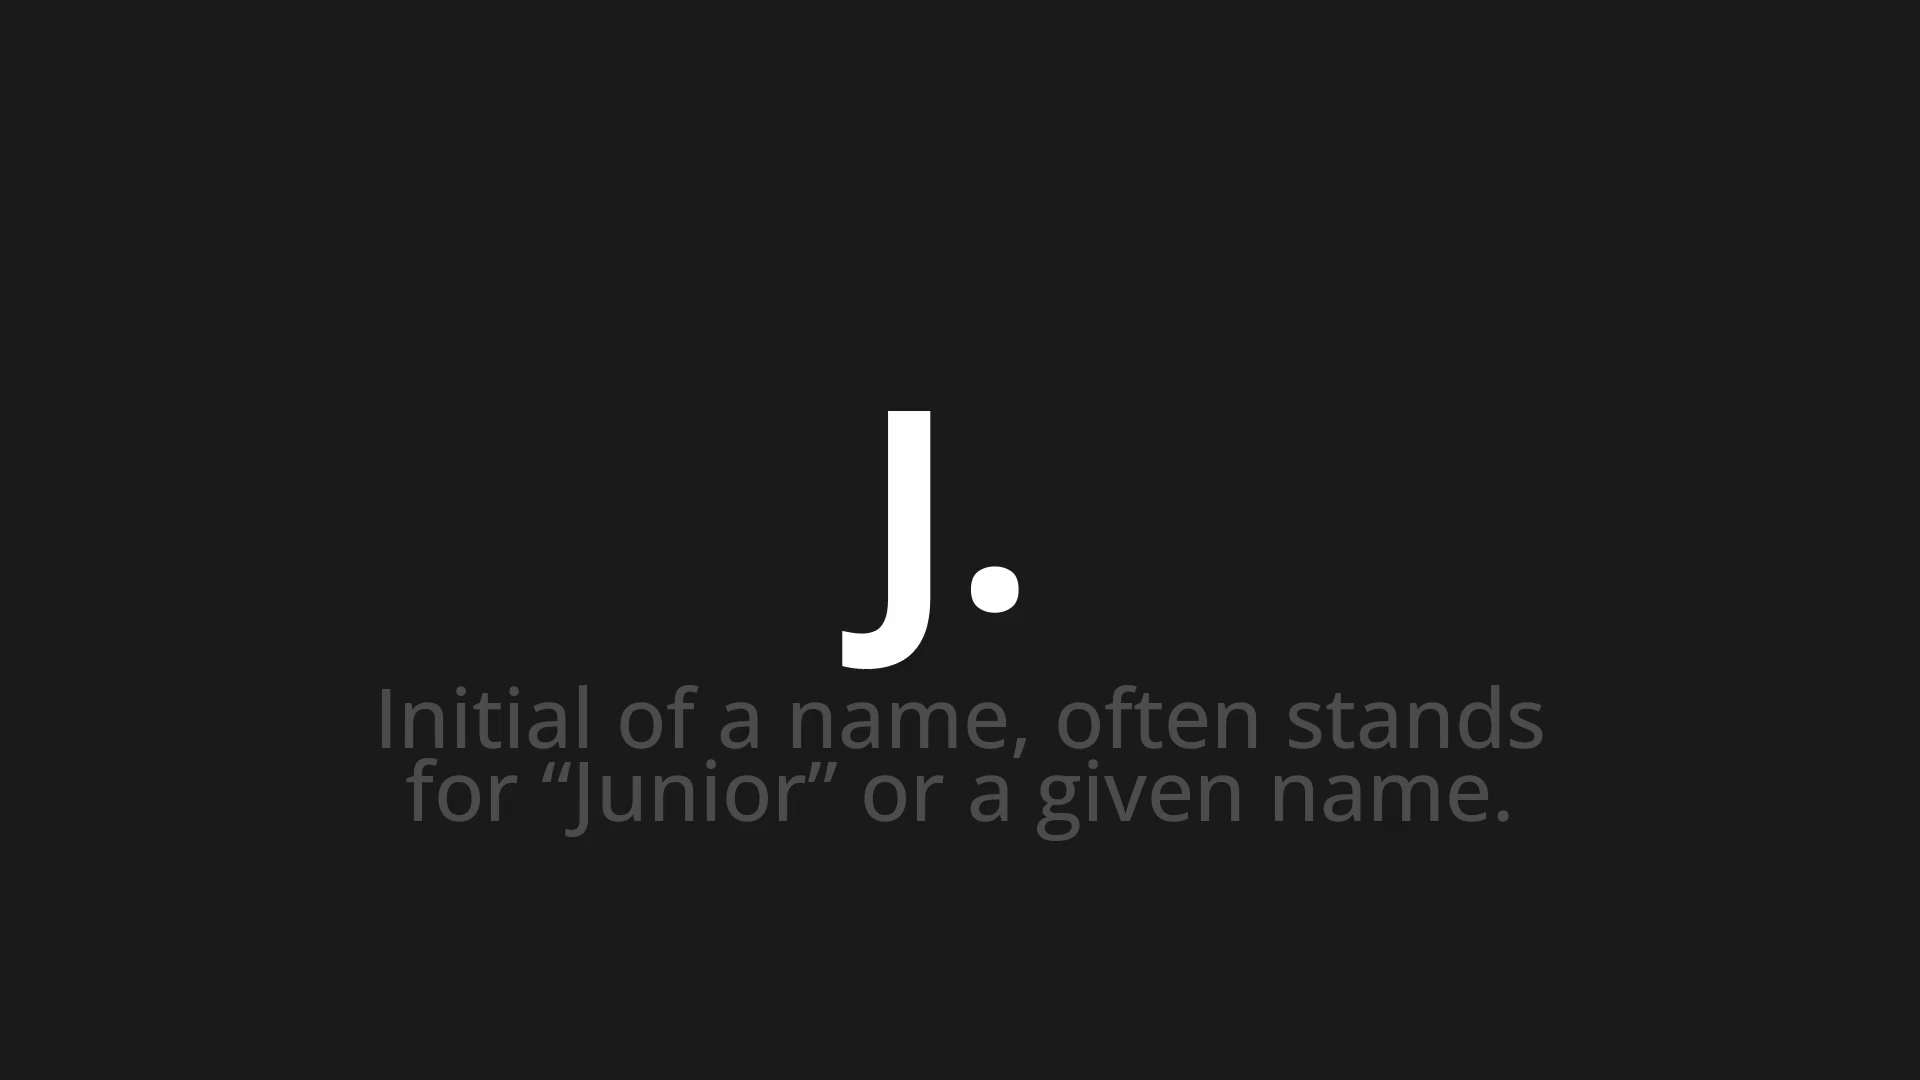 J.
Initial of a name, often stands
for “Junior” or a given name.